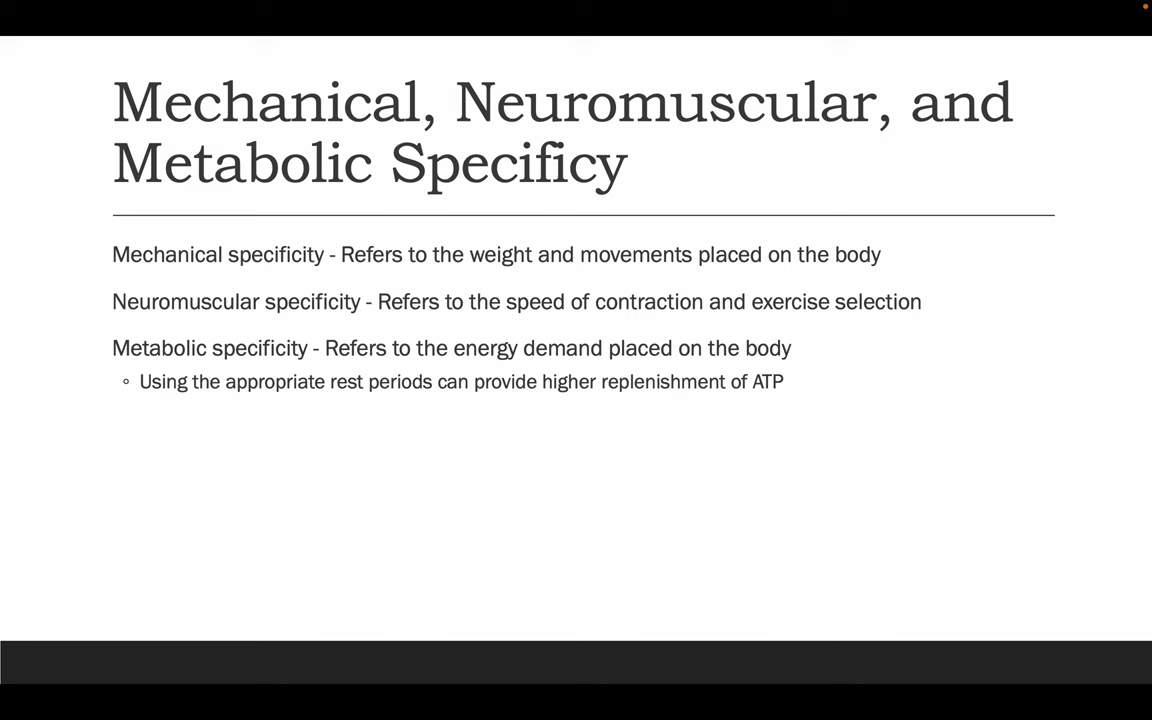 Mechanical, Neuromuscular, and
Metabolic Specificy
Mechanical specificity - Refers to the weight and movements placed on the body
Neuromuscular specificity - Refers to the speed of contraction and exercise selection
Metabolic specificity - Refers to the energy demand placed on the body
◦ Using the appropriate rest periods can provide higher replenishment of ATP